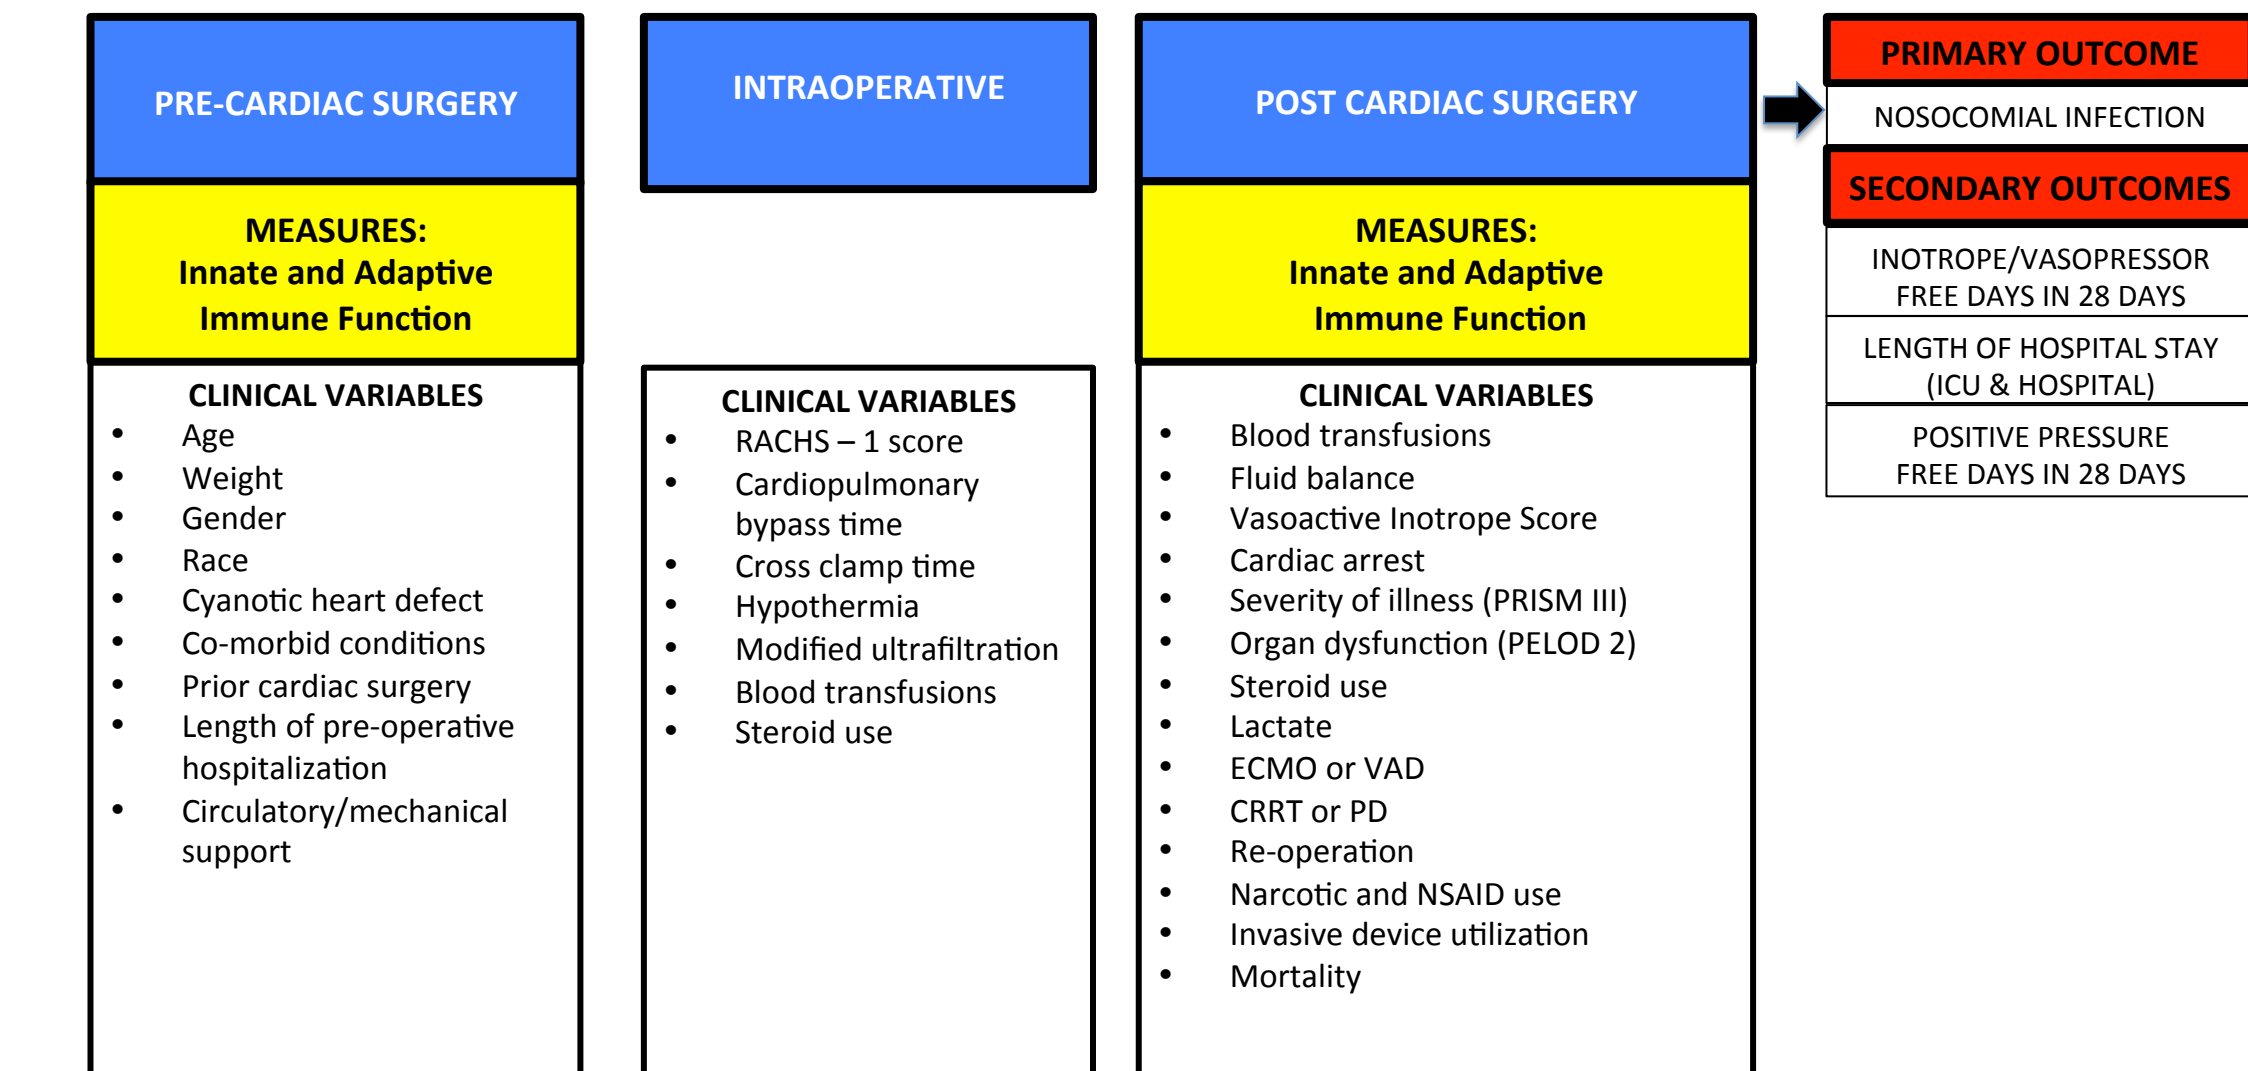 PRE-CARDIAC SURGERY
MEASURES:
Innate and Adaptive
Immune Function
CLINICAL VARIABLES
• Age
• Weight
• Gender
• Race
• Cyanotic heart defect
• Co-morbid conditions
• Prior cardiac surgery
• Length of pre-operative
hospitalization
• Circulatory/mechanical
support
INTRAOPERATIVE
CLINICAL VARIABLES
• RACHS – 1 score
• Cardiopulmonary
bypass time
• Cross clamp time
• Hypothermia
• Modified ultrafiltration
• Blood transfusions
• Steroid use
POST CARDIAC SURGERY
MEASURES:
Innate and Adaptive
Immune Function
CLINICAL VARIABLES
• Blood transfusions
• Fluid balance
• Vasoactive Inotrope Score
• Cardiac arrest
• Severity of illness (PRISM III)
• Organ dysfunction (PELOD 2)
• Steroid use
• Lactate
• ECMO or VAD
• CRRT or PD
• Re-operation
• Narcotic and NSAID use
• Invasive device utilization
• Mortality
PRIMARY OUTCOME
NOSOCOMIAL INFECTION
SECONDARY OUTCOMES
INOTROPE/VASOPRESSOR
FREE DAYS IN 28 DAYS
LENGTH OF HOSPITAL STAY
(ICU & HOSPITAL)
POSITIVE PRESSURE
FREE DAYS IN 28 DAYS